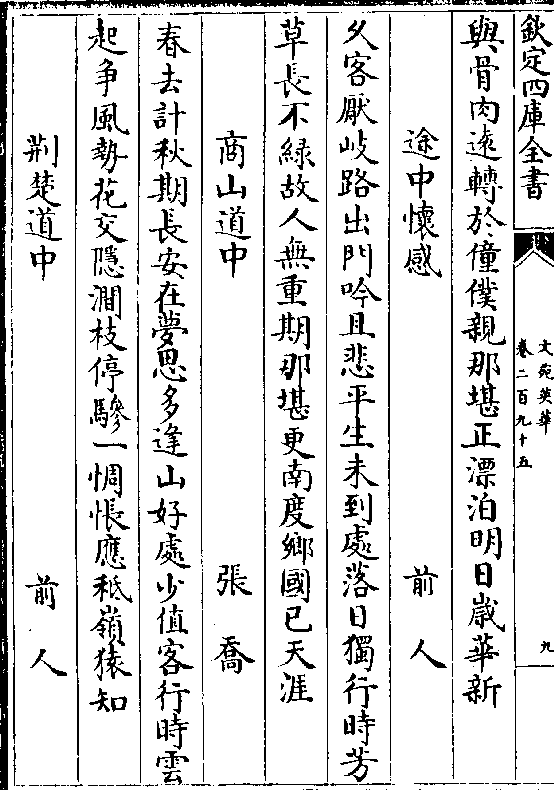 欽定四庫全書
文苑英華
卷二百九十五
九
與骨肉逺轉於僮僕親那堪正漂泊明日嵗華新
途中懷感 前人
久客厭岐路出門吟且悲平生未到處落日獨行時芳
草長不緑故人無重期那堪更南度鄉國已天涯
商山道中 張喬
春去計秋期長安在夢思多逢山好處少值客行時雲
起爭風勢花交隱澗枝停驂一惆悵應秪嶺猿知
荆楚道中 前人